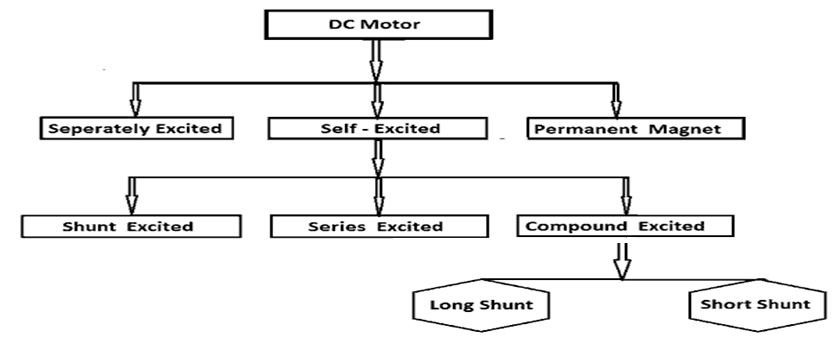 DC Motor
Seperately Excited
Self - Excited
Permanent Magnet
Shunt Excited
Series Excited
Compound Excited
Long Shunt
Short Shunt